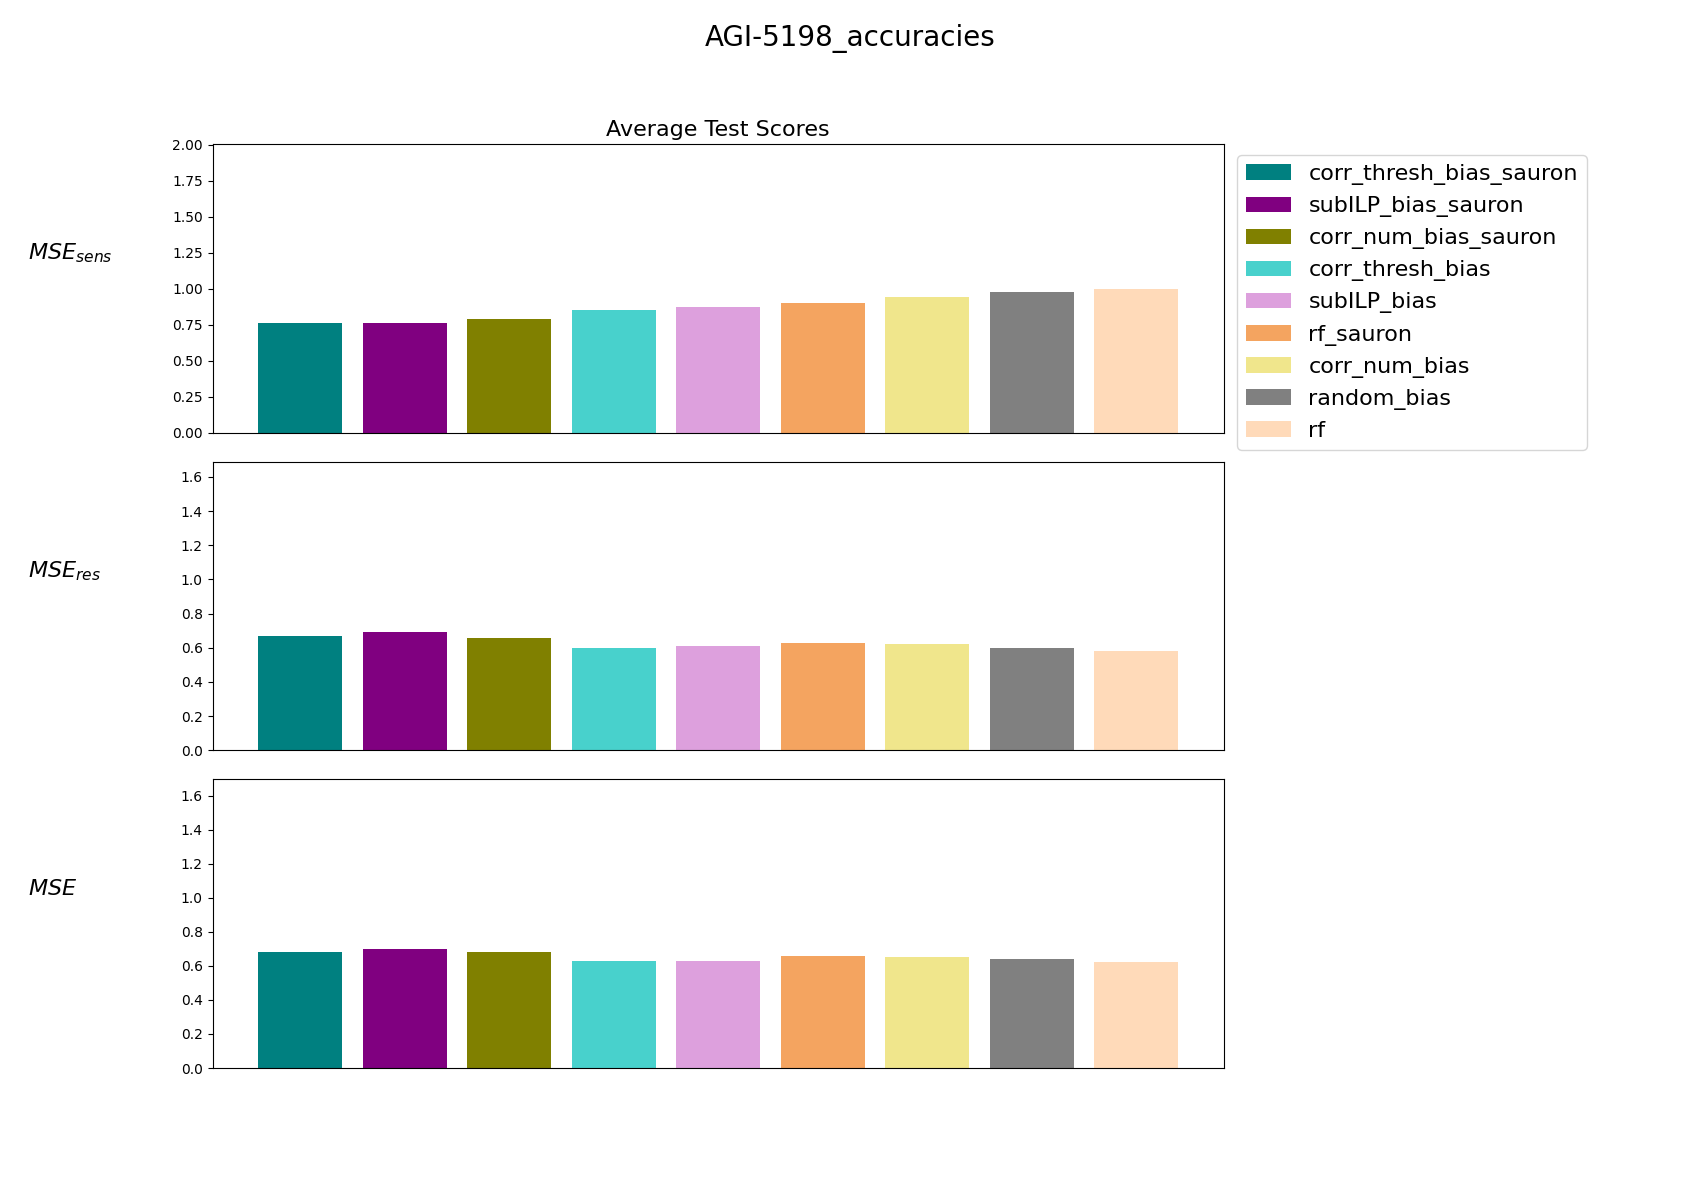 AGI-5198_accuracies
Average Test Scores
MSE_sens
2.00
1.75
1.50
1.25
1.00
0.75
0.50
0.25
0.00
corr_thresh_bias_sauron
subILP_bias_sauron
corr_num_bias_sauron
corr_thresh_bias
subILP_bias
rf_sauron
corr_num_bias
random_bias
rf
MSE_res
1.6
1.4
1.2
1.0
0.8
0.6
0.4
0.2
0.0
MSE
1.6
1.4
1.2
1.0
0.8
0.6
0.4
0.2
0.0